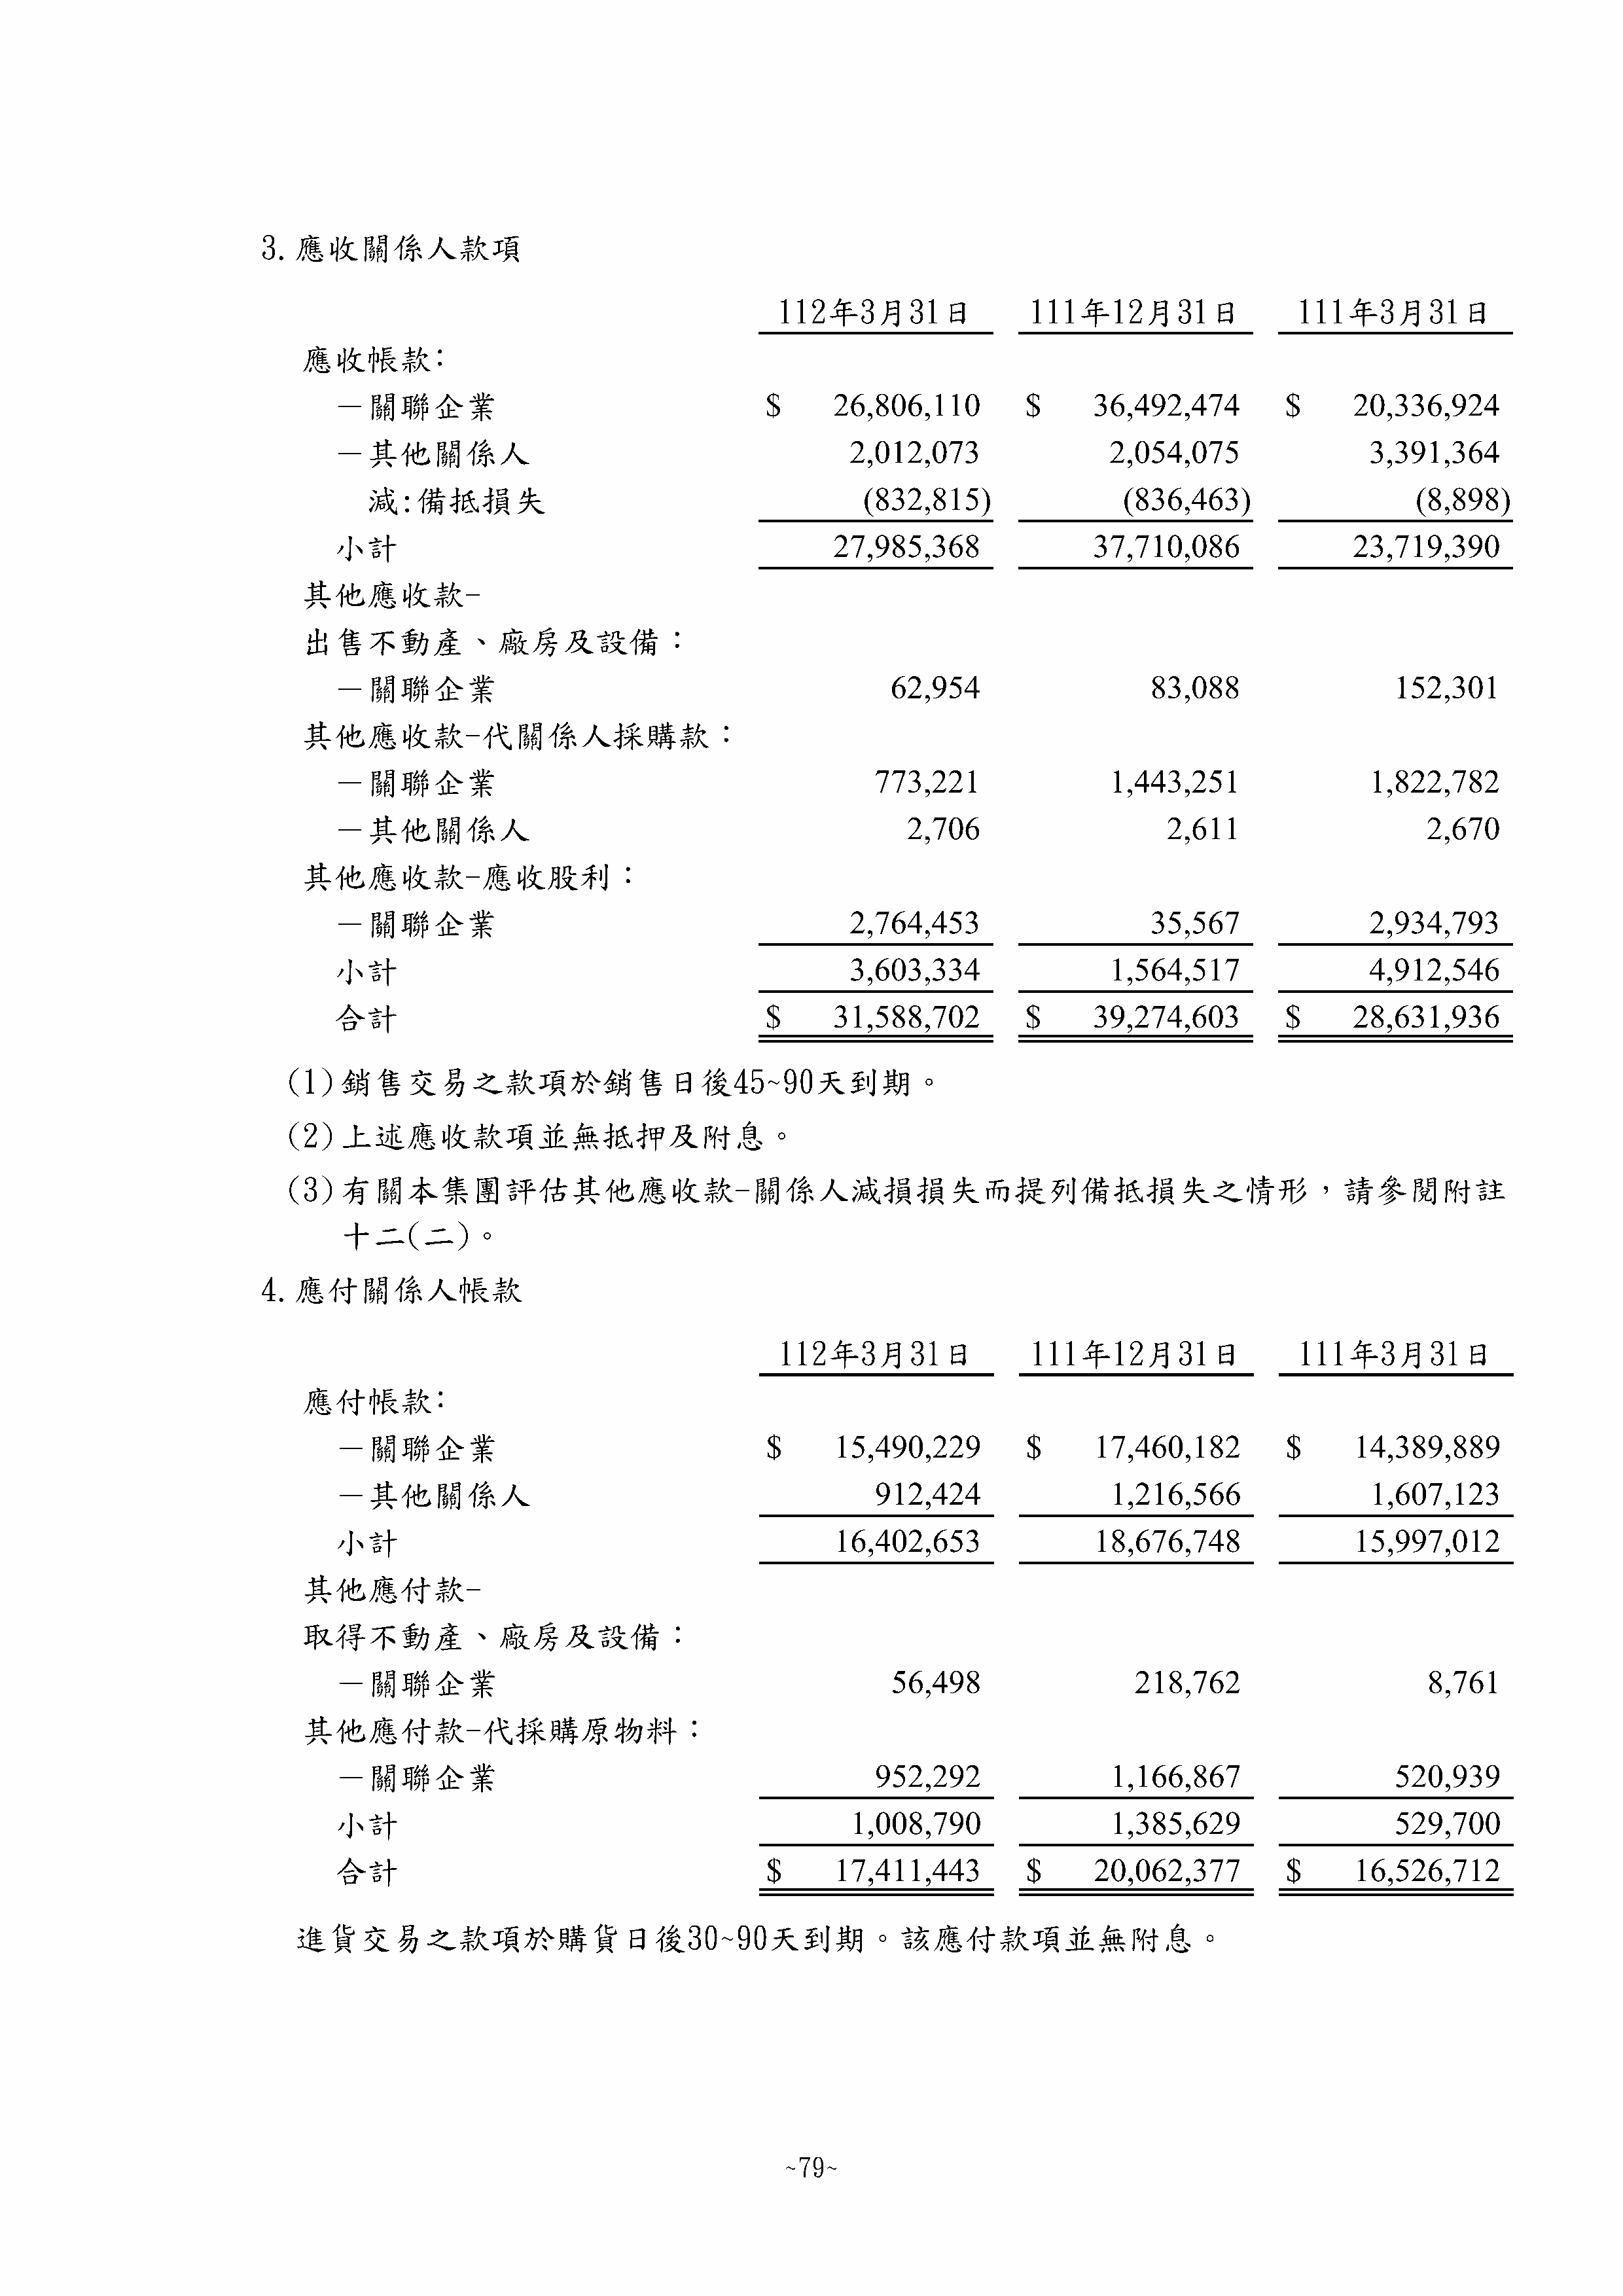 3.應收關係人款項
112年3月31日 111年12月31日 111年3月31日
應收帳款:
－關聯企業 $ 26,806,110 $ 36,492,474 $ 20,336,924
－其他關係人 2,012,073 2,054,075 3,391,364
減:備抵損失 (832,815) (836,463) (8,898)
小計 27,985,368 37,710,086 23,719,390
其他應收款-
出售不動產、廠房及設備：
－關聯企業 62,954 83,088 152,301
其他應收款-代關係人採購款：
－關聯企業 773,221 1,443,251 1,822,782
－其他關係人 2,706 2,611 2,670
其他應收款-應收股利：
－關聯企業 2,764,453 35,567 2,934,793
小計 3,603,334 1,564,517 4,912,546
合計 $ 31,588,702 $ 39,274,603 $ 28,631,936
(1)銷售交易之款項於銷售日後45~90天到期。
(2)上述應收款項並無抵押及附息。
(3)有關本集團評估其他應收款-關係人減損損失而提列備抵損失之情形，請參閱附註
十二(二)。
4.應付關係人帳款
112年3月31日 111年12月31日 111年3月31日
應付帳款:
－關聯企業 $ 15,490,229 $ 17,460,182 $ 14,389,889
－其他關係人 912,424 1,216,566 1,607,123
小計 16,402,653 18,676,748 15,997,012
其他應付款-
取得不動產、廠房及設備：
－關聯企業 56,498 218,762 8,761
其他應付款-代採購原物料：
－關聯企業 952,292 1,166,867 520,939
小計 1,008,790 1,385,629 529,700
合計 $ 17,411,443 $ 20,062,377 $ 16,526,712
進貨交易之款項於購貨日後30~90天到期。該應付款項並無附息。
~79~